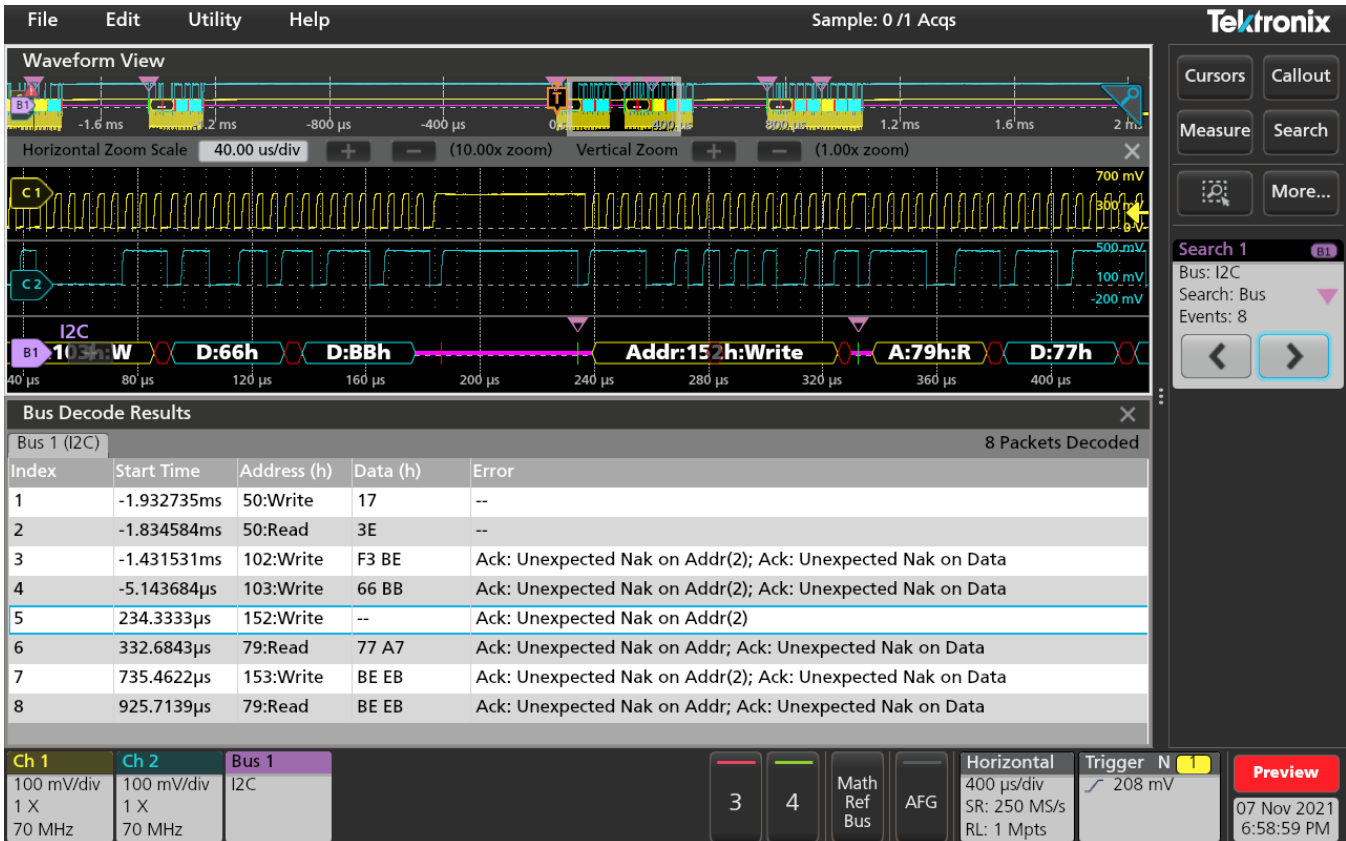 File Edit Utility Help Sample: 0 /1 Acqs Tektronix
Waveform View
B1 T
-1.6 ms -800 µs -400 µs 400 µs 800 µs 1.2 ms 1.6 ms
Horizontal Zoom Scale 40.00 us/div + − (10.00x zoom) Vertical Zoom + − (1.00x zoom)
C 1
700 mV
300 mV
0 V
C 2
500 mV
100 mV
-200 mV
I2C
B1 103h:W D:66h D:BBh Addr:152h:Write A:79h:R D:77h
40 µs 80 µs 120 µs 160 µs 200 µs 240 µs 280 µs 320 µs 360 µs 400 µs
Cursors Callout
Measure Search
More...
Search 1 B1
Bus: I2C
Search: Bus
Events: 8
Bus Decode Results
Bus 1 (I2C) 8 Packets Decoded
Index Start Time Address (h) Data (h) Error
1 -1.932735ms 50:Write 17 --
2 -1.834584ms 50:Read 3E --
3 -1.431531ms 102:Write F3 BE Ack: Unexpected Nak on Addr(2); Ack: Unexpected Nak on Data
4 -5.143684µs 103:Write 66 BB Ack: Unexpected Nak on Addr(2); Ack: Unexpected Nak on Data
5 234.3333µs 152:Write -- Ack: Unexpected Nak on Addr(2)
6 332.6843µs 79:Read 77 A7 Ack: Unexpected Nak on Addr; Ack: Unexpected Nak on Data
7 735.4622µs 153:Write BE EB Ack: Unexpected Nak on Addr(2); Ack: Unexpected Nak on Data
8 925.7139µs 79:Read BE EB Ack: Unexpected Nak on Addr; Ack: Unexpected Nak on Data
Ch 1
100 mV/div
1 X
70 MHz
Ch 2
100 mV/div
1 X
70 MHz
Bus 1
I2C
3
4
Math
Ref
Bus
AFG
Horizontal
400 µs/div
SR: 250 MS/s
RL: 1 Mpts
Trigger N 1
208 mV
Preview
07 Nov 2021
6:58:59 PM